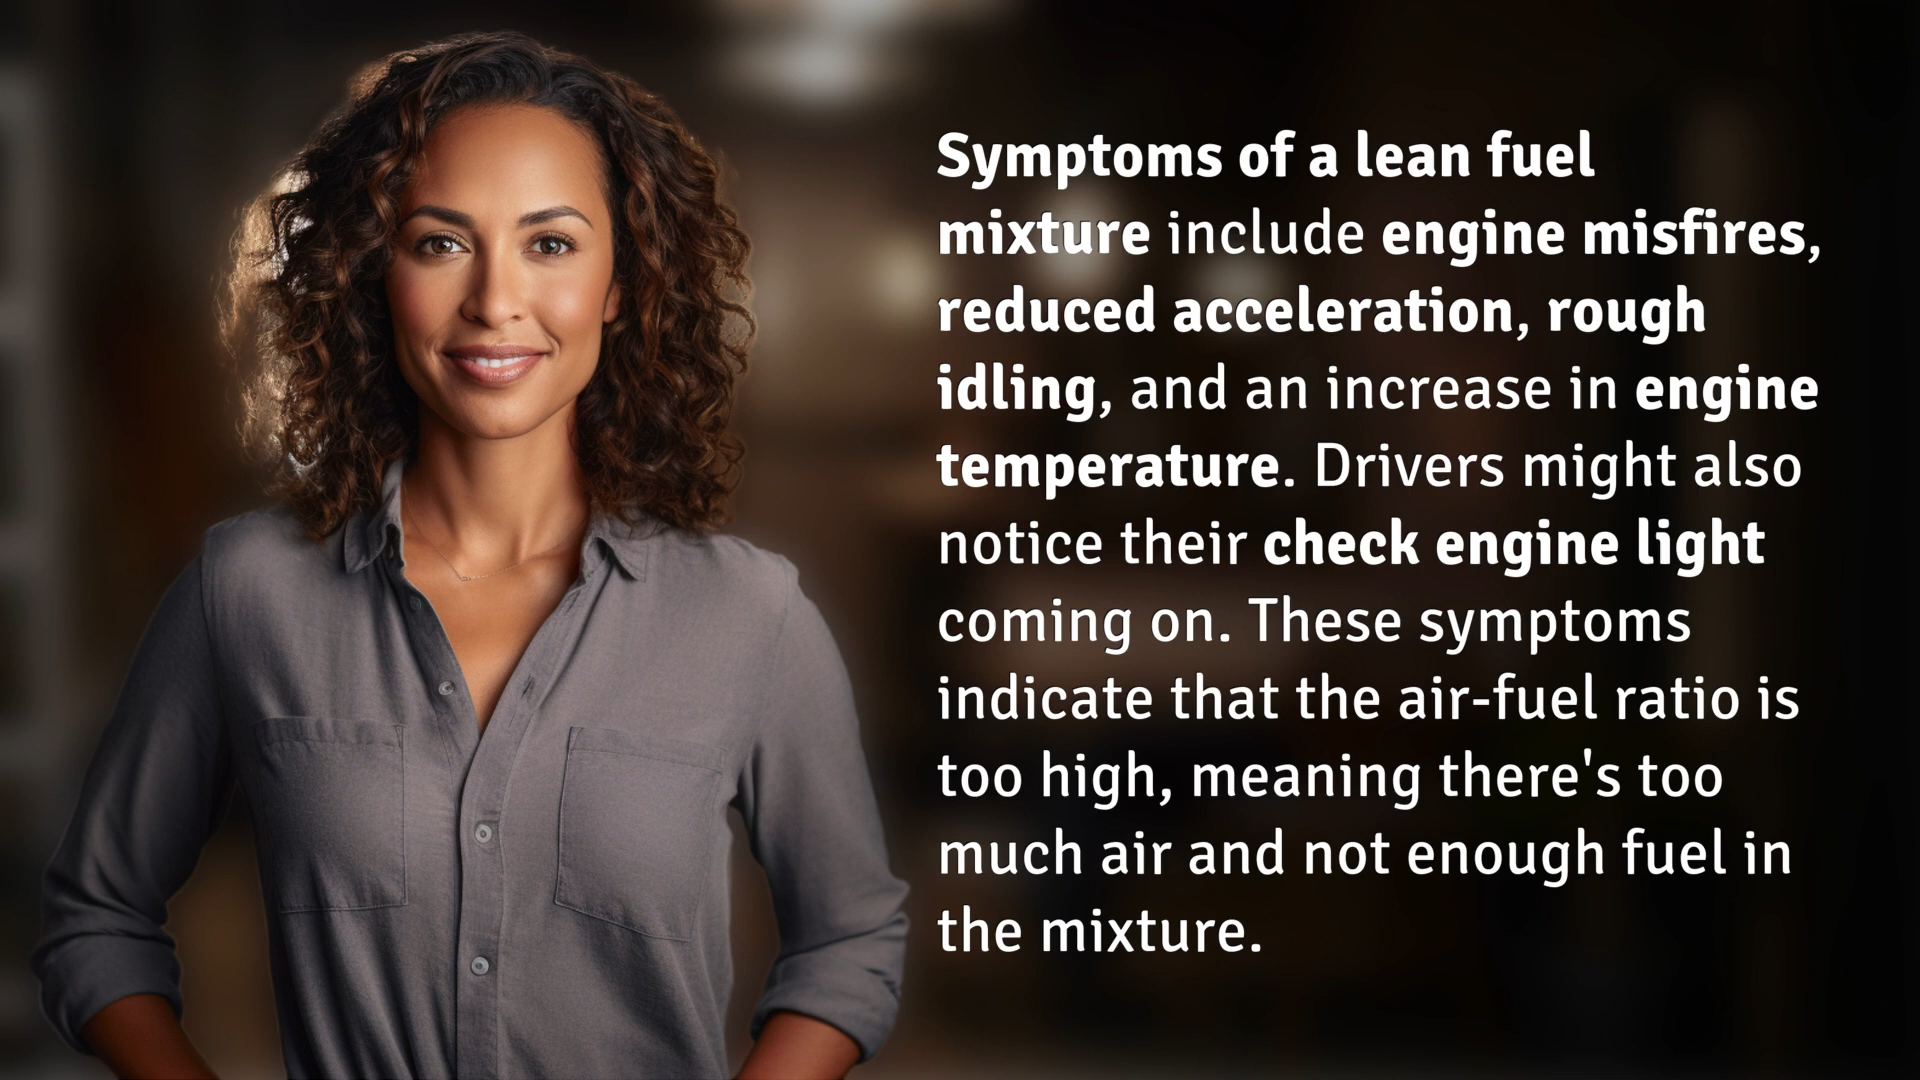 Symptoms of a lean fuel
mixture include engine misfires,
reduced acceleration, rough
idling, and an increase in engine
temperature. Drivers might also
notice their check engine light
coming on. These symptoms
indicate that the air-fuel ratio is
too high, meaning there's too
much air and not enough fuel in
the mixture.